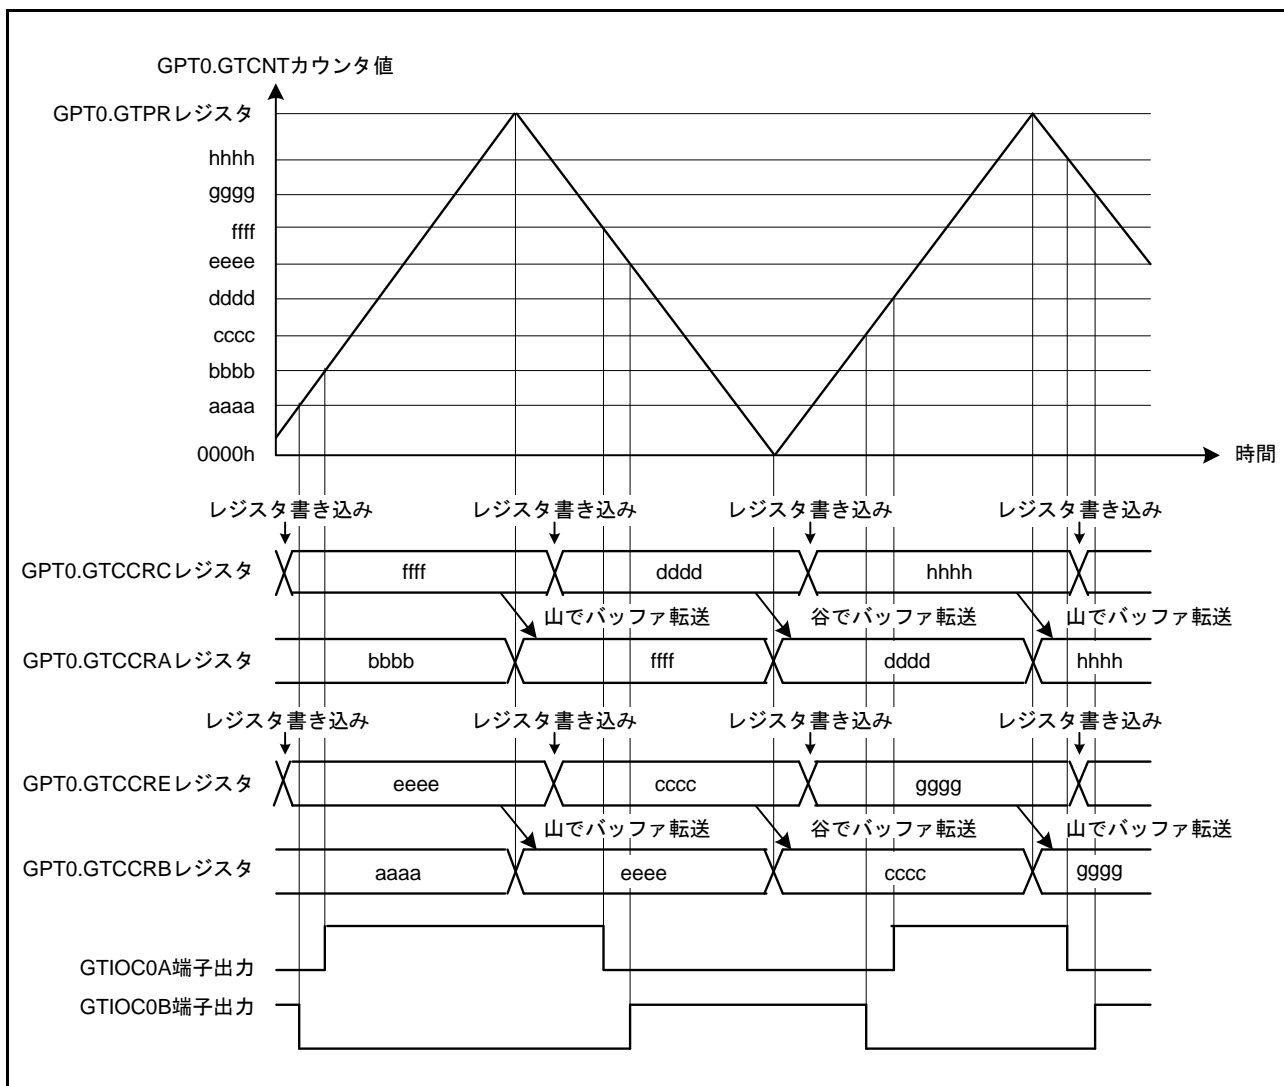 GPT0.GTCNTカウンタ値
GPT0.GTPRレジスタ
hhhh
gggg
ffff
eeee
dddd
cccc
bbbb
aaaa
0000h
時間
レジスタ書き込み レジスタ書き込み レジスタ書き込み レジスタ書き込み
GPT0.GTCCRCレジスタ ffff dddd hhhh
山でバッファ転送 谷でバッファ転送 山でバッファ転送
GPT0.GTCCRAレジスタ bbbb ffff dddd hhhh
レジスタ書き込み レジスタ書き込み レジスタ書き込み レジスタ書き込み
GPT0.GTCCREレジスタ eeee cccc gggg
山でバッファ転送 谷でバッファ転送 山でバッファ転送
GPT0.GTCCRBレジスタ aaaa eeee cccc gggg
GTIOC0A端子出力
GTIOC0B端子出力